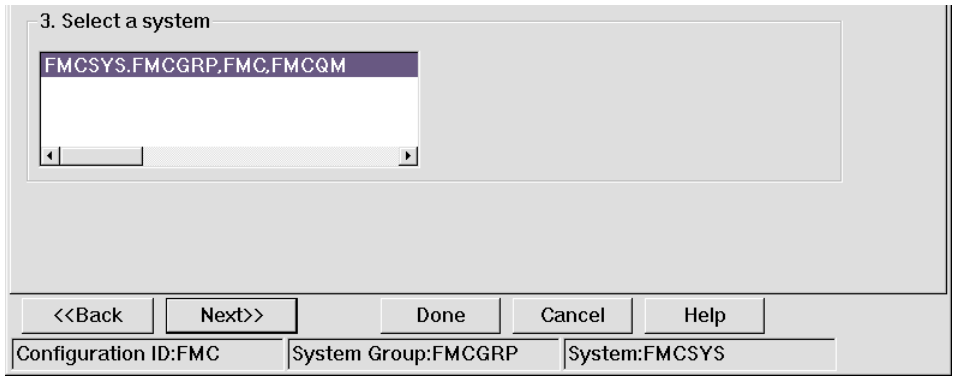 3. Select a system
FMCSYS.FMCGRP,FMC,FMCQM
<<Back Next>> Done Cancel Help
Configuration ID:FMC System Group:FMCGRP System:FMCSYS